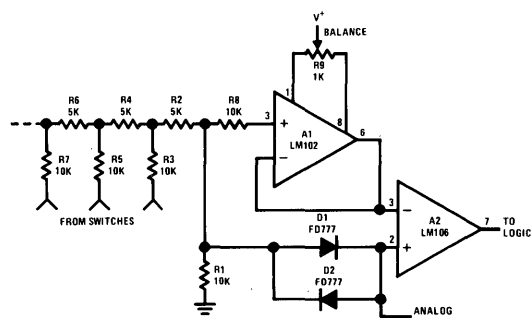 V+
BALANCE
R9
1K
1
8
R6
5K
R4
5K
R2
5K
R8
10K
3
+
A1
LM102
6
−
R7
10K
R5
10K
R3
10K
FROM SWITCHES
D1
FD777
3
−
A2
LM106
7
TO
LOGIC
2
+
R1
10K
D2
FD777
ANALOG